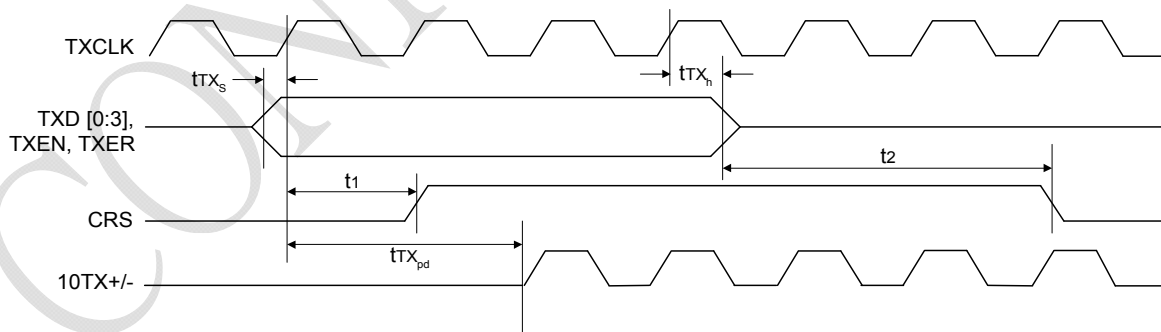 TXCLK
tTXS
tTXh
TXD [0:3],
TXEN, TXER
t2
t1
CRS
tTXpd
10TX+/-